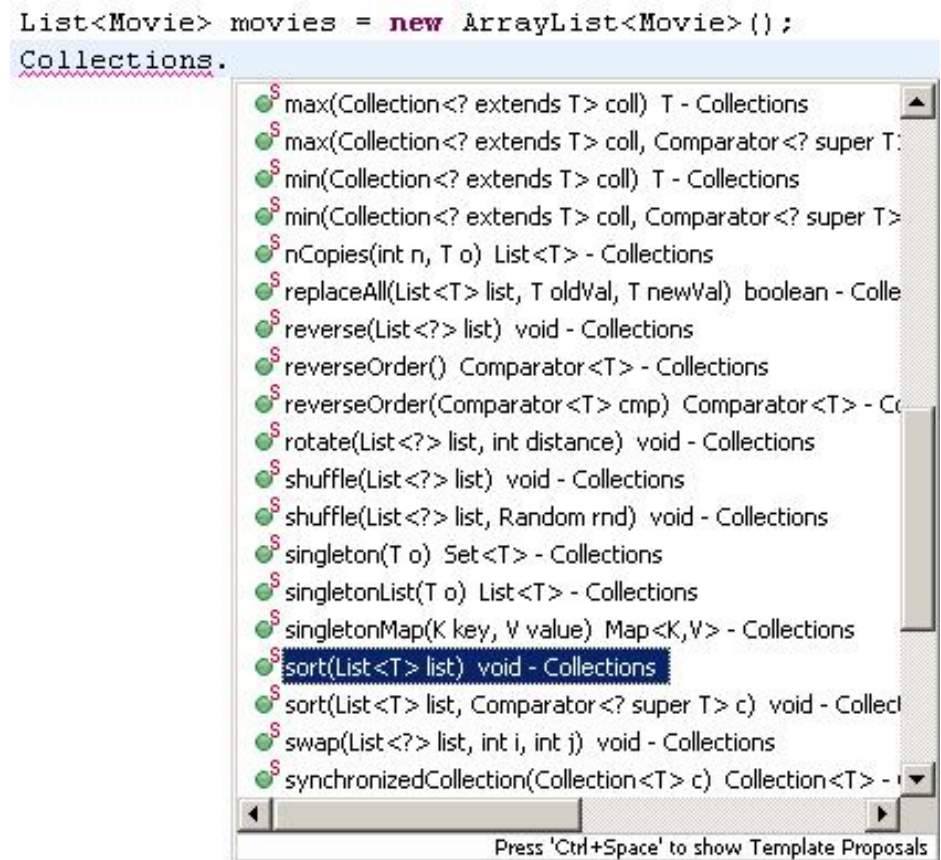 List<Movie> movies = new ArrayList<Movie>();
Collections.
S max(Collection<? extends T> coll) T - Collections
S max(Collection<? extends T> coll, Comparator<? super T>
S min(Collection<? extends T> coll) T - Collections
S min(Collection<? extends T> coll, Comparator<? super T>
S nCopies(int n, T o) List<T> - Collections
S replaceAll(List<T> list, T oldVal, T newVal) boolean - Colle
S reverse(List<?> list) void - Collections
S reverseOrder() Comparator<T> - Collections
S reverseOrder(Comparator<T> cmp) Comparator<T> - Co
S rotate(List<?> list, int distance) void - Collections
S shuffle(List<?> list) void - Collections
S shuffle(List<?> list, Random rnd) void - Collections
S singleton(T o) Set<T> - Collections
S singletonList(T o) List<T> - Collections
S singletonMap(K key, V value) Map<K,V> - Collections
S sort(List<T> list) void - Collections
S sort(List<T> list, Comparator<? super T> c) void - Collect
S swap(List<?> list, int i, int j) void - Collections
S synchronizedCollection(Collection<T> c) Collection<T> -
Press 'Ctrl+Space' to show Template Proposals